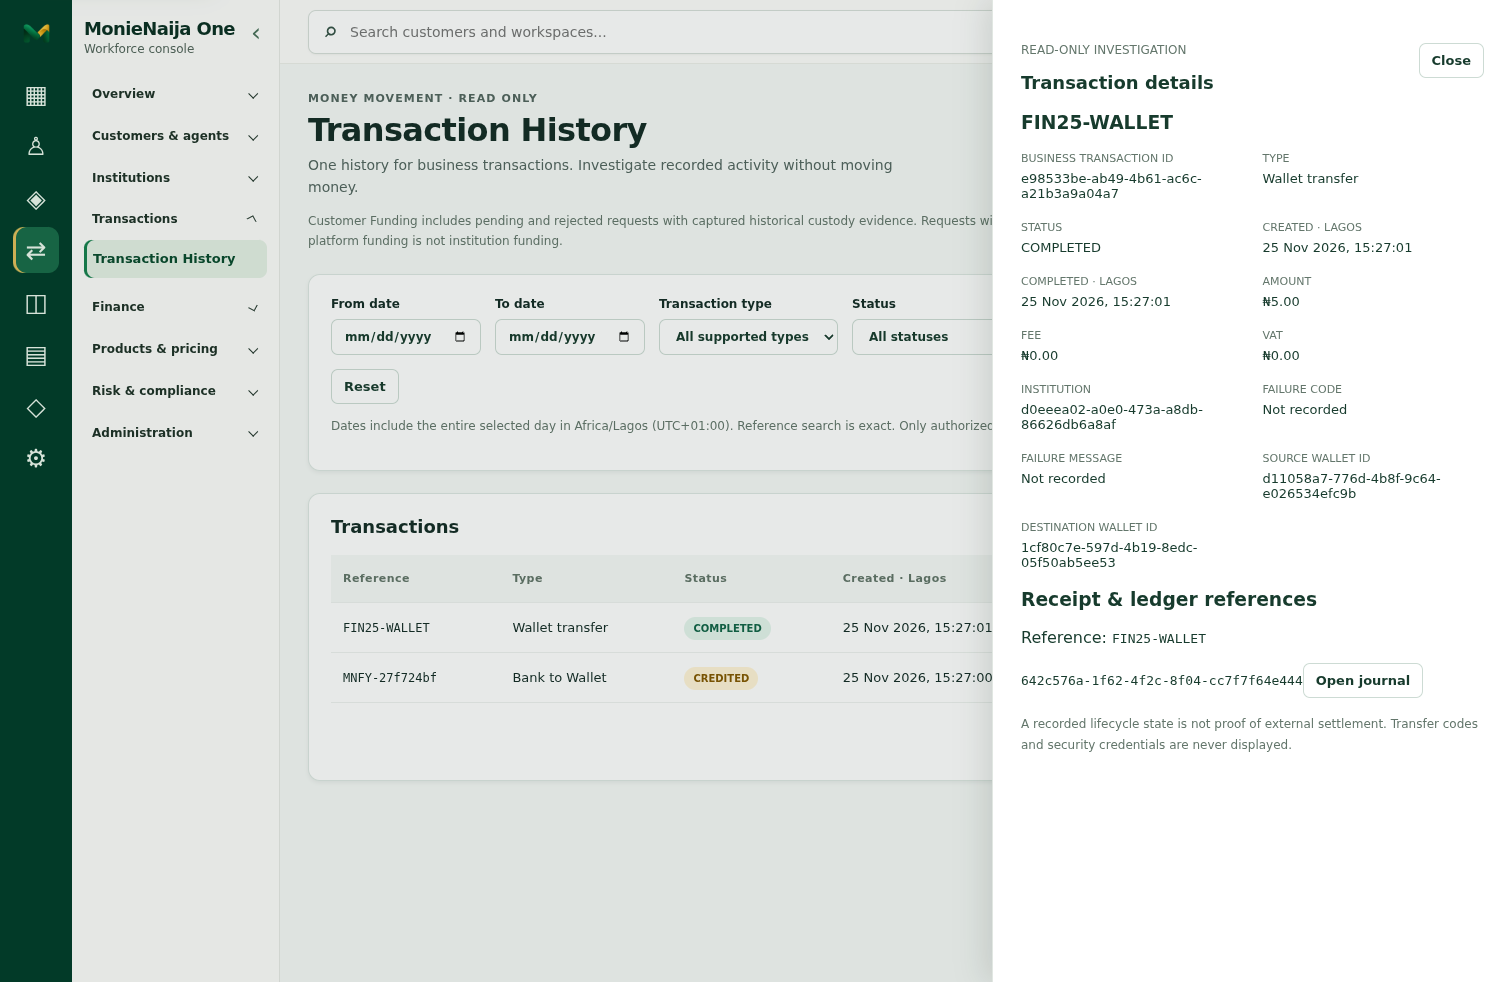 MonieNaija One
Workforce console
Overview
Customers & agents
Institutions
Transactions
Transaction History
Finance
Products & pricing
Risk & compliance
Administration
Search customers and workspaces...
MONEY MOVEMENT · READ ONLY
Transaction History
One history for business transactions. Investigate recorded activity without moving
money.
Customer Funding includes pending and rejected requests with captured historical custody evidence. Requests
platform funding is not institution funding.
From date
To date
Transaction type
Status
mm/dd/yyyy
mm/dd/yyyy
All supported types
All statuses
Reset
Dates include the entire selected day in Africa/Lagos (UTC+01:00). Reference search is exact. Only authorized
Transactions
Reference Type Status Created · Lagos
FIN25-WALLET Wallet transfer COMPLETED 25 Nov 2026, 15:27:01
MNFY-27f724bf Bank to Wallet CREDITED 25 Nov 2026, 15:27:00
READ-ONLY INVESTIGATION
Close
Transaction details
FIN25-WALLET
BUSINESS TRANSACTION ID
e98533be-ab49-4b61-ac6c-
a21b3a9a04a7
TYPE
Wallet transfer
STATUS
COMPLETED
CREATED · LAGOS
25 Nov 2026, 15:27:01
COMPLETED · LAGOS
25 Nov 2026, 15:27:01
AMOUNT
₦5.00
FEE
₦0.00
VAT
₦0.00
INSTITUTION
d0eeea02-a0e0-473a-a8db-
86626db6a8af
FAILURE CODE
Not recorded
FAILURE MESSAGE
Not recorded
SOURCE WALLET ID
d11058a7-776d-4b8f-9c64-
e026534efc9b
DESTINATION WALLET ID
1cf80c7e-597d-4b19-8edc-
05f50ab5ee53
Receipt & ledger references
Reference: FIN25-WALLET
642c576a-1f62-4f2c-8f04-cc7f7f64e444 Open journal
A recorded lifecycle state is not proof of external settlement. Transfer codes
and security credentials are never displayed.